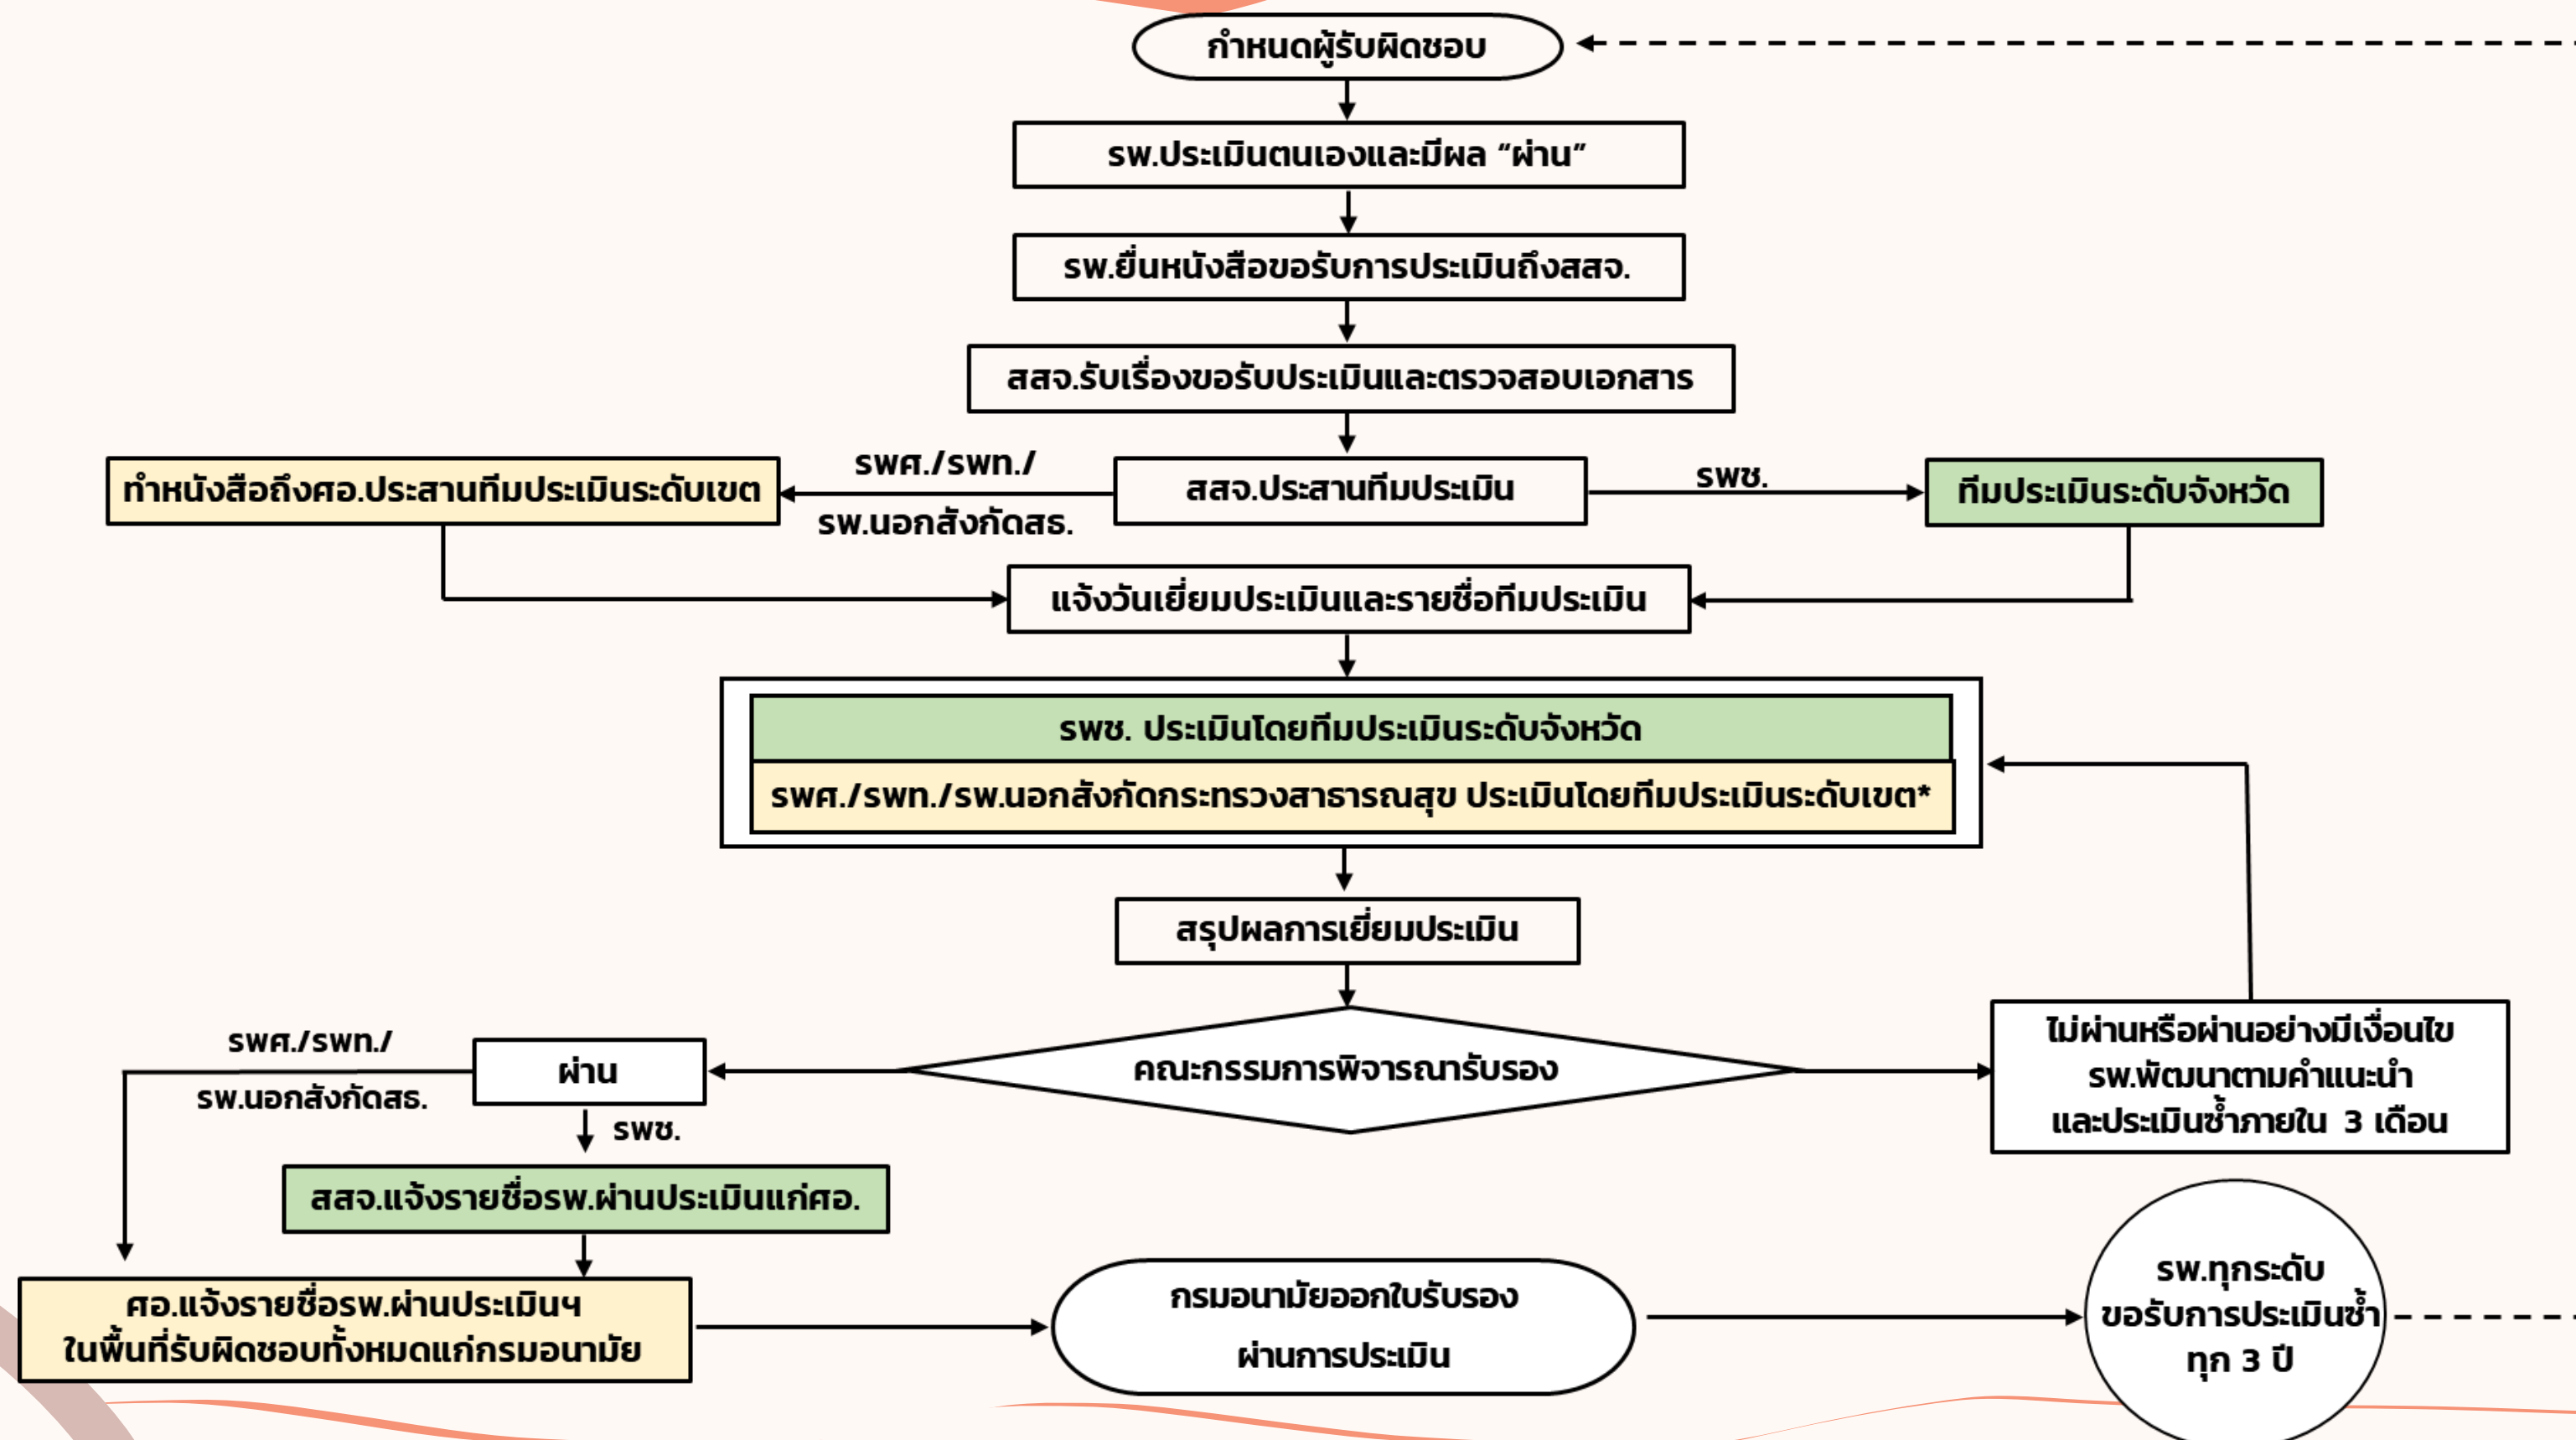 กำหนดผู้รับผิดชอบ
รพ.ประเมินตนเองและมีผล “ผ่าน”
รพ.ยื่นหนังสือขอรับการประเมินถึงสสจ.
สสจ.รับเรื่องขอรับประเมินและตรวจสอบเอกสาร
ทำหนังสือถึงศอ.ประสานทีมประเมินระดับเขต
รพศ./รพท./
รพ.นอกสังกัดสธ.
สสจ.ประสานทีมประเมิน
รพช.
ทีมประเมินระดับจังหวัด
แจ้งวันเยี่ยมประเมินและรายชื่อทีมประเมิน
รพช. ประเมินโดยทีมประเมินระดับจังหวัด
รพศ./รพท./รพ.นอกสังกัดกระทรวงสาธารณสุข ประเมินโดยทีมประเมินระดับเขต*
สรุปผลการเยี่ยมประเมิน
คณะกรรมการพิจารณารับรอง
ไม่ผ่านหรือผ่านอย่างมีเงื่อนไข
รพ.พัฒนาตามคำแนะนำ
และประเมินซ้ำภายใน 3 เดือน
ผ่าน
รพศ./รพท./
รพ.นอกสังกัดสธ.
รพช.
สสจ.แจ้งรายชื่อรพ.ผ่านประเมินแก่ศอ.
ศอ.แจ้งรายชื่อรพ.ผ่านประเมินฯ
ในพื้นที่รับผิดชอบทั้งหมดแก่กรมอนามัย
กรมอนามัยออกใบรับรอง
ผ่านการประเมิน
รพ.ทุกระดับ
ขอรับการประเมินซ้ำ
ทุก 3 ปี